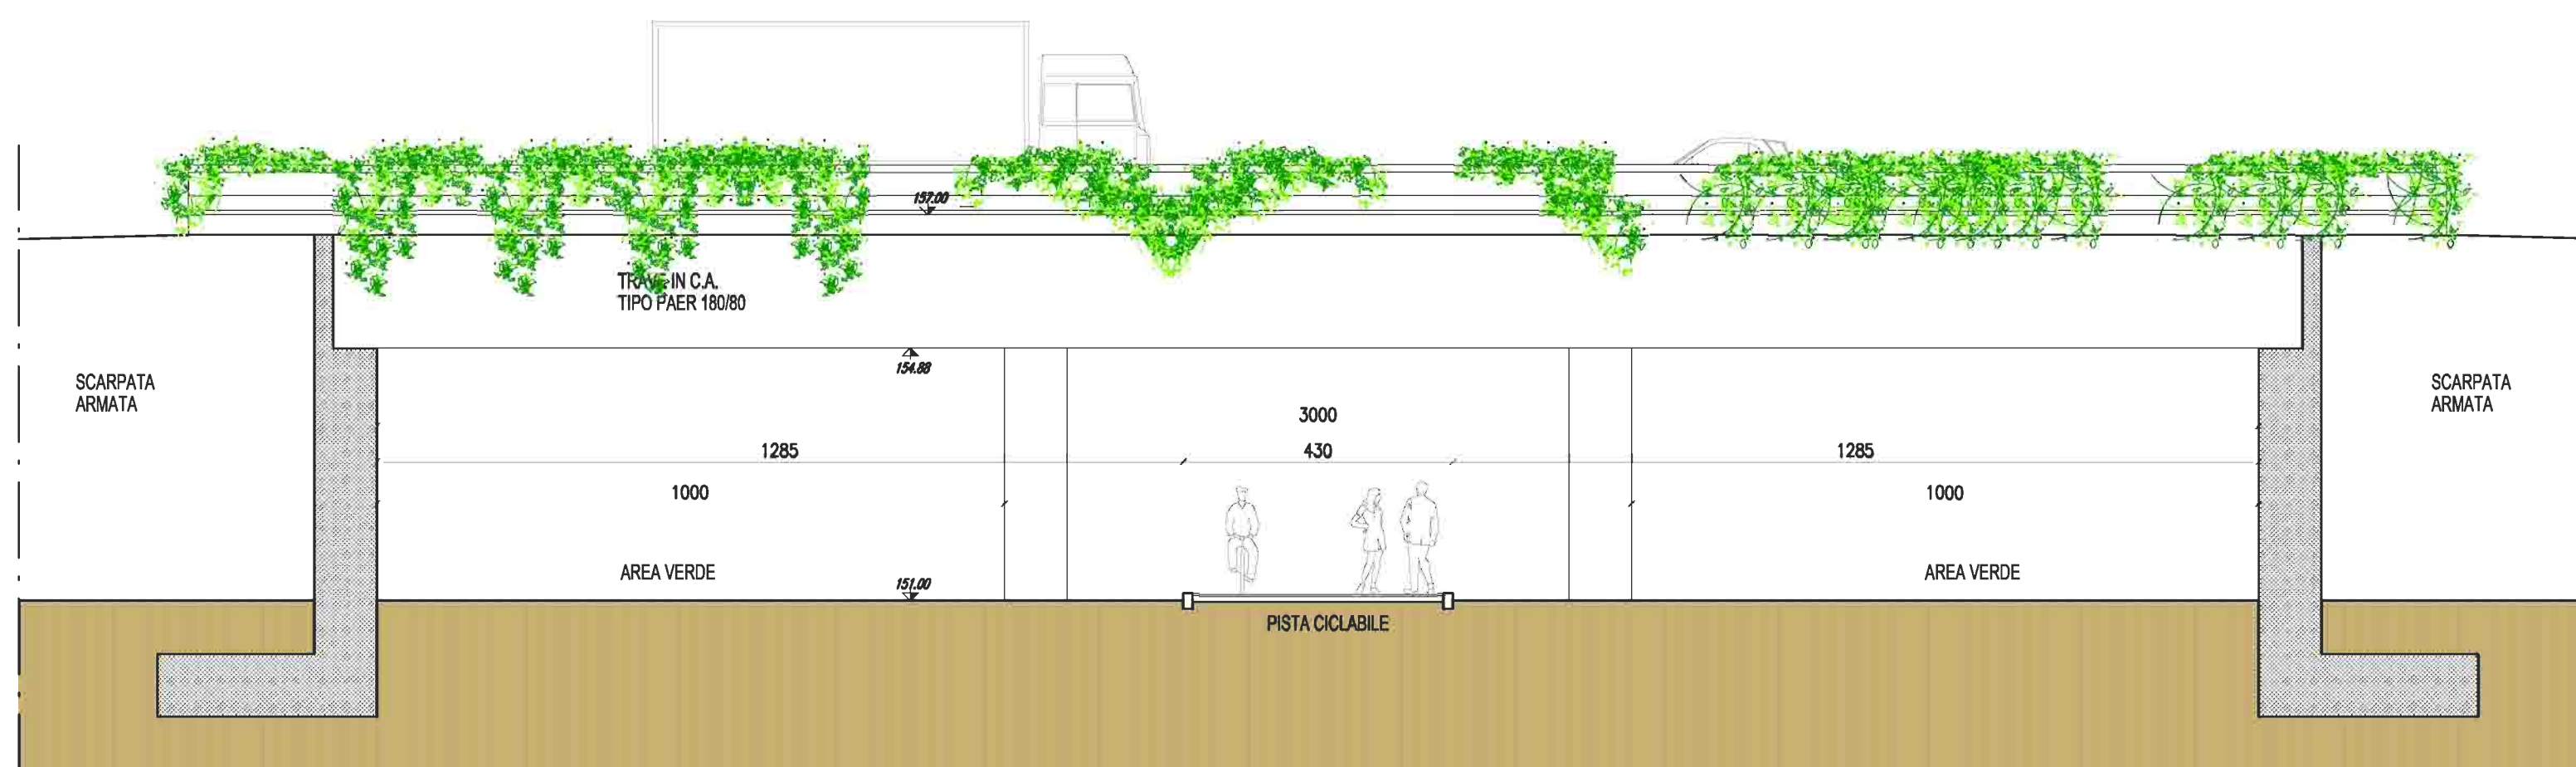 157.00
TRAVE IN C.A.
TIPO PAER 180/80
154.88
SCARPATA
ARMATA
SCARPATA
ARMATA
3000
1285
430
1285
1000
1000
AREA VERDE
151.00
AREA VERDE
PISTA CICLABILE